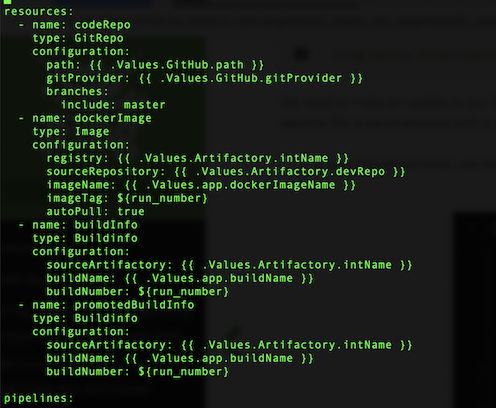 resources:
  - name: codeRepo
    type: GitRepo
    configuration:
      path: {{ .Values.GitHub.path }}
      gitProvider: {{ .Values.GitHub.gitProvider }}
      branches:
        include: master
  - name: dockerImage
    type: Image
    configuration:
      registry: {{ .Values.Artifactory.intName }}
      sourceRepository: {{ .Values.Artifactory.devRepo }}
      imageName: {{ .Values.app.dockerImageName }}
      imageTag: ${run_number}
      autoPull: true
  - name: buildInfo
    type: Buildinfo
    configuration:
      sourceArtifactory: {{ .Values.Artifactory.intName }}
      buildName: {{ .Values.app.buildName }}
      buildNumber: ${run_number}
  - name: promotedBuildInfo
    type: Buildinfo
    configuration:
      sourceArtifactory: {{ .Values.Artifactory.intName }}
      buildName: {{ .Values.app.buildName }}
      buildNumber: ${run_number}

pipelines: